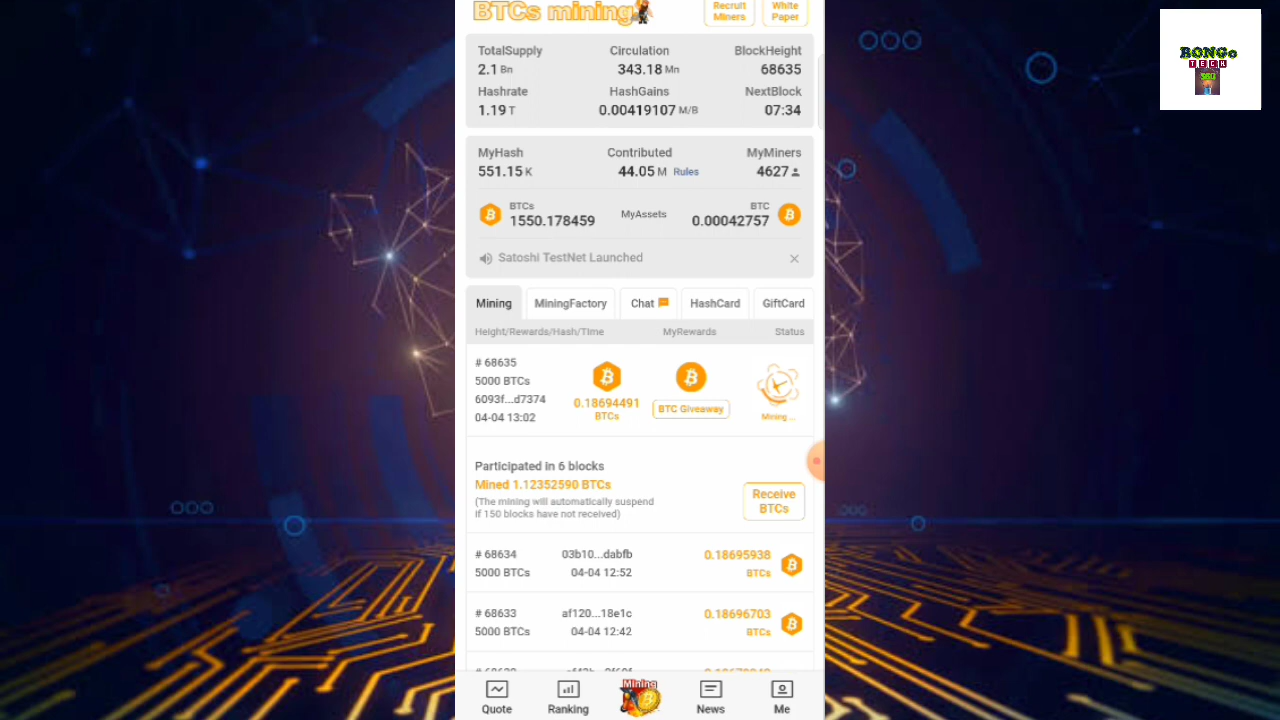 BTCs mining
Recruit Miners
White Paper
TotalSupply Circulation BlockHeight
2.1 Bn 343.18 Mn 68635
Hashrate HashGains NextBlock
1.19 T 0.00419107 M/B 07:34
MyHash Contributed MyMiners
551.15 K 44.05 M Rules 4627
BTCs MyAssets BTC
1550.178459 0.00042757
Satoshi TestNet Launched
Mining MiningFactory Chat HashCard GiftCard
Height/Rewards/Hash/Time MyRewards Status
# 68635
5000 BTCs
6093f...d7374
04-04 13:02
0.18694491
BTCs
BTC Giveaway
Mining ...
Participated in 6 blocks
Mined 1.12352590 BTCs
(The mining will automatically suspend
if 150 blocks have not received)
Receive
BTCs
# 68634 03b10...dabfb 0.18695938
5000 BTCs 04-04 12:52 BTCs
# 68633 af120...18e1c 0.18696703
5000 BTCs 04-04 12:42 BTCs
Mining
Quote Ranking News Me
BONGO
TECH
360